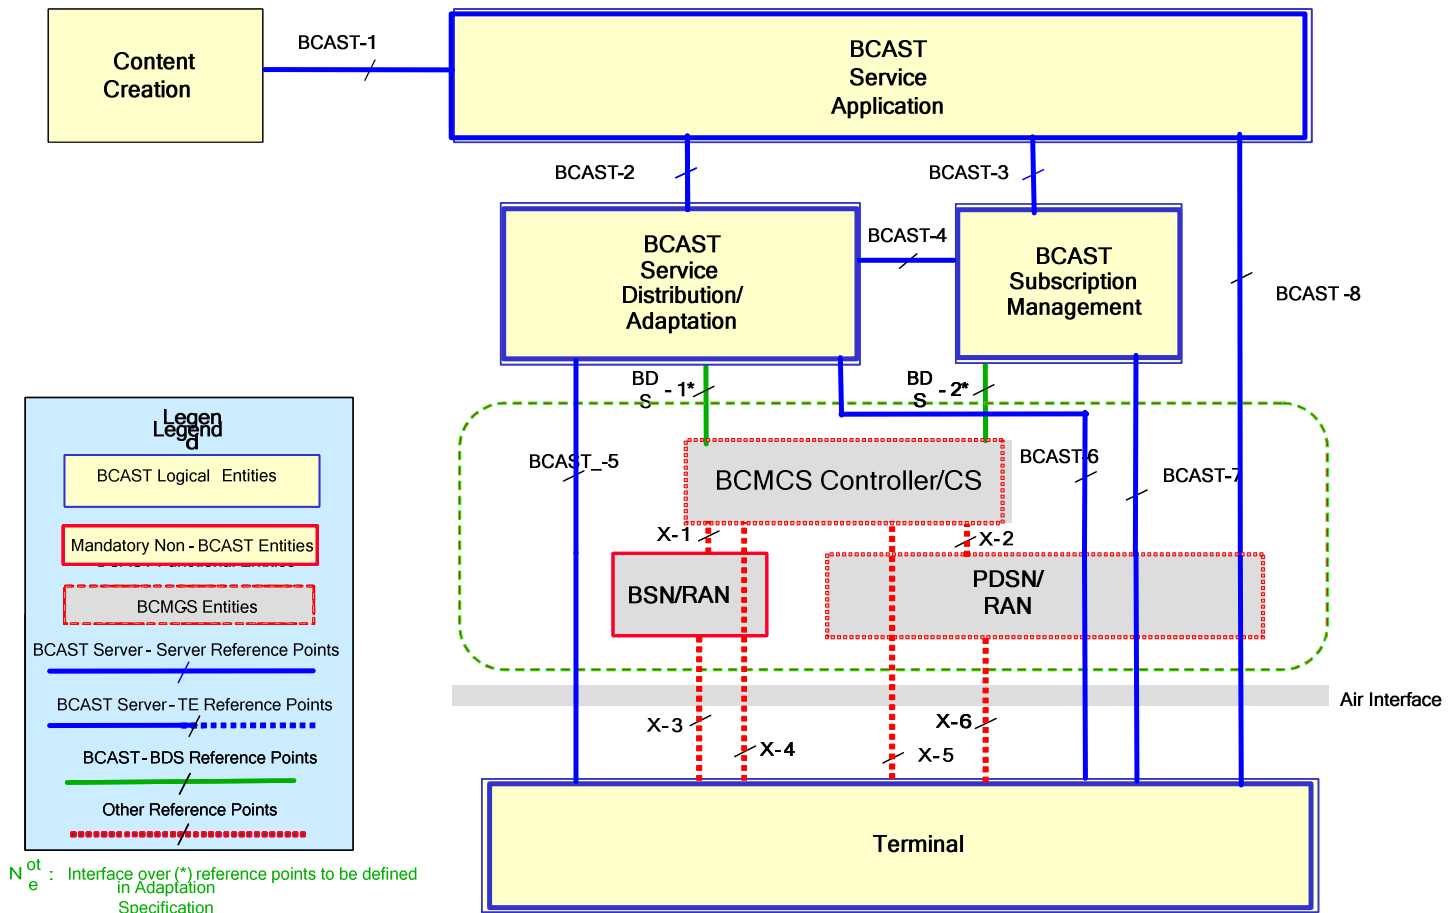 Content
Creation
BCAST-1
BCAST
Service
Application
BCAST-2
BCAST-3
BCAST
Service
Distribution/
Adaptation
BCAST-4
BCAST
Subscription
Management
BCAST -8
BD
S
- 1*
BD
S
- 2*
BCAST_-5
BCMCS Controller/CS
BCAST-6
BCAST-7
X-1
X-2
BSN/RAN
PDSN/
RAN
Air Interface
X-3
X-4
X-5
X-6
Terminal
Legen
d
Legend
BCAST Logical Entities
Mandatory Non - BCAST Entities
BCMCS Entities
BCAST Server - Server Reference Points
BCAST Server - TE Reference Points
BCAST - BDS Reference Points
Other Reference Points
N ot e : Interface over (*) reference points to be defined
in Adaptation
Specification